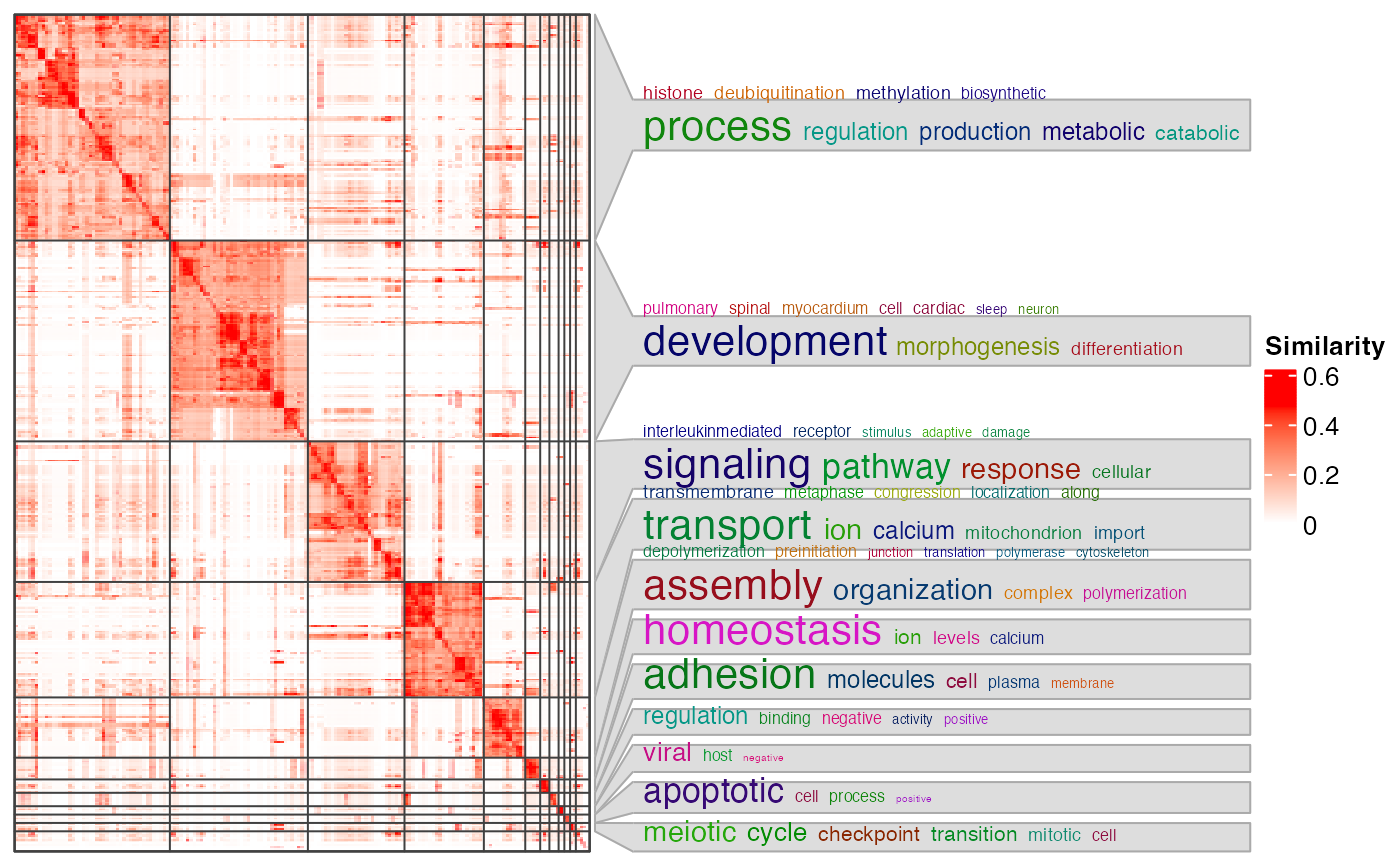 histone deubiquitination methylation biosynthetic
process regulation production metabolic catabolic
pulmonary spinal myocardium cell cardiac sleep neuron
development morphogenesis differentiation
Similarity
0.6
0.4
0.2
0
interleukinmediated receptor stimulus adaptive damage
signaling pathway response cellular
transmembrane metaphase congression localization along
transport ion calcium mitochondrion import
depolymerization preinitiation junction translation polymerase cytoskeleton
assembly organization complex polymerization
homeostasis ion levels calcium
adhesion molecules cell plasma membrane
regulation binding negative activity positive
viral host negative
apoptotic cell process positive
meiotic cycle checkpoint transition mitotic cell